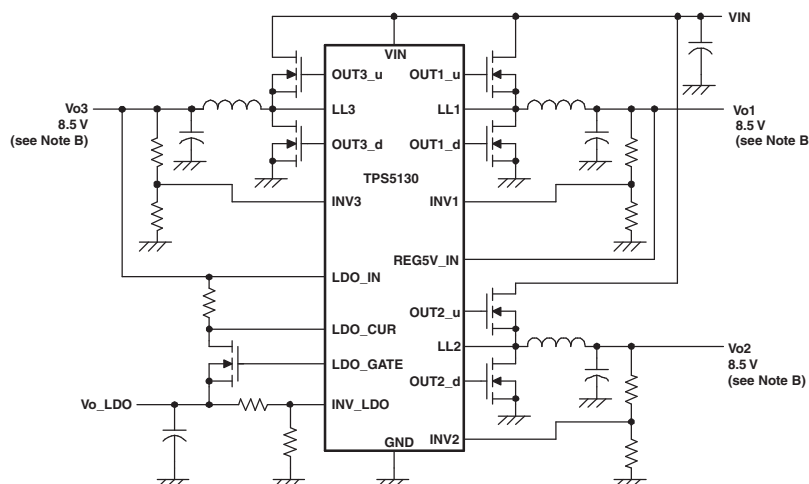 VIN
VIN
OUT3_u
OUT1_u
Vo3
8.5 V
(see Note B)
LL3
LL1
Vo1
8.5 V
(see Note B
OUT3_d
OUT1_d
TPS5130
INV3
INV1
REG5V_IN
LDO_IN
OUT2_u
LDO_CUR
LL2
Vo2
8.5 V
(see Note B)
LDO_GATE
OUT2_d
Vo_LDO
INV_LDO
INV2
GND